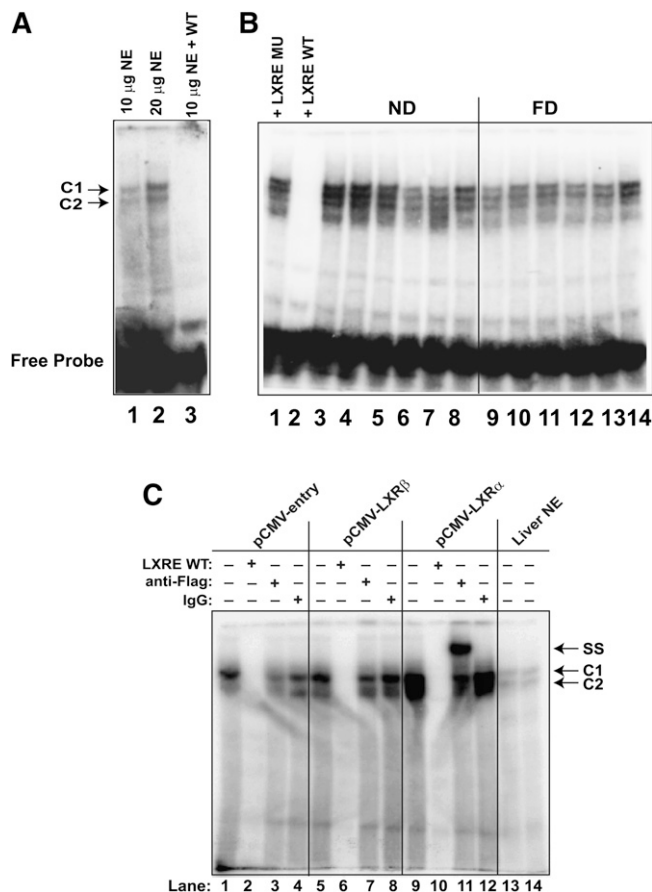 A
10 µg NE
20 µg NE
10 µg NE + WT
C1
C2
Free Probe
1 2 3
B
+ LXRE MU
+ LXRE WT
ND FD
1 2 3 4 5 6 7 8 9 10 11 12 13 14
C
pCMV-entry
pCMV-LXRβ
pCMV-LXRα
Liver NE
LXRE WT: – + – – – + – – – + – – – –
anti-Flag: – – + – – – + – – – + – – –
IgG: – – – + – – – + – – – + – –
SS
C1
C2
Lane: 1 2 3 4 5 6 7 8 9 10 11 12 13 14